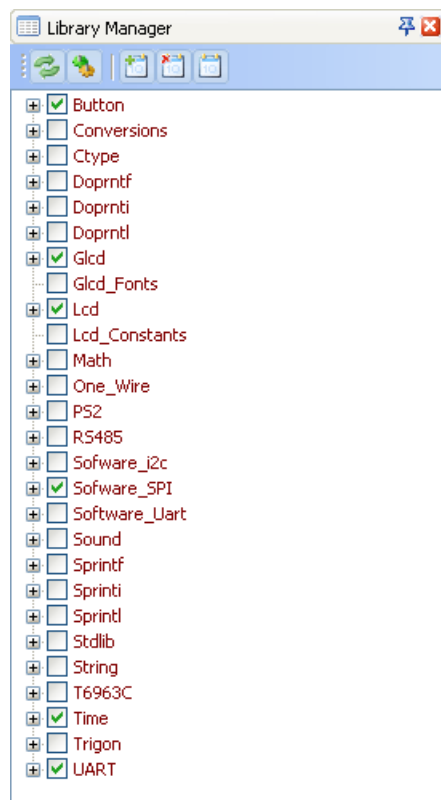 Library Manager
Button
Conversions
Ctype
Doprntf
Doprnti
Doprntl
Glcd
Glcd_Fonts
Lcd
Lcd_Constants
Math
One_Wire
PS2
RS485
Sofware_i2c
Sofware_SPI
Software_Uart
Sound
Sprintf
Sprinti
Sprintl
Stdlib
String
T6963C
Time
Trigon
UART